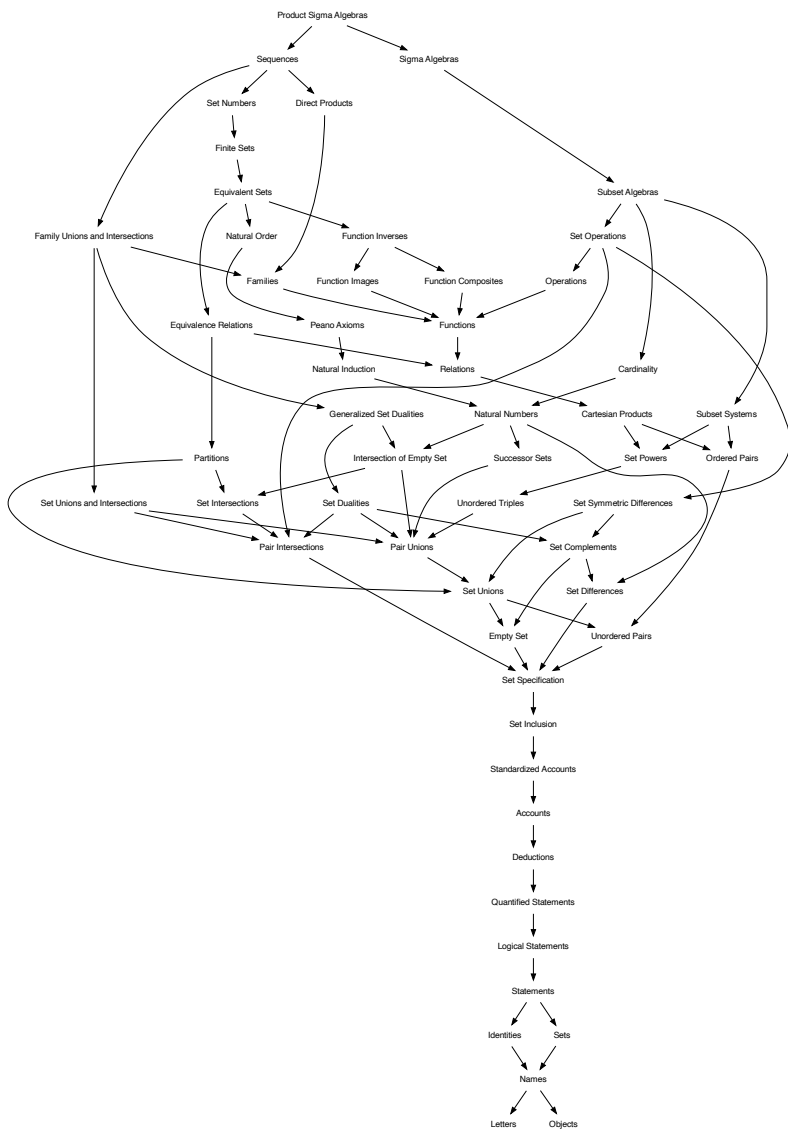 Product Sigma Algebras
Sequences
Sigma Algebras
Set Numbers
Direct Products
Finite Sets
Equivalent Sets
Subset Algebras
Family Unions and Intersections
Natural Order
Function Inverses
Set Operations
Families
Function Images
Function Composites
Operations
Equivalence Relations
Peano Axioms
Functions
Natural Induction
Relations
Cardinality
Generalized Set Dualities
Natural Numbers
Cartesian Products
Subset Systems
Partitions
Intersection of Empty Set
Successor Sets
Set Powers
Ordered Pairs
Set Unions and Intersections
Set Intersections
Set Dualities
Unordered Triples
Set Symmetric Differences
Pair Intersections
Pair Unions
Set Complements
Set Unions
Set Differences
Empty Set
Unordered Pairs
Set Specification
Set Inclusion
Standardized Accounts
Accounts
Deductions
Quantified Statements
Logical Statements
Statements
Identities
Sets
Names
Letters
Objects